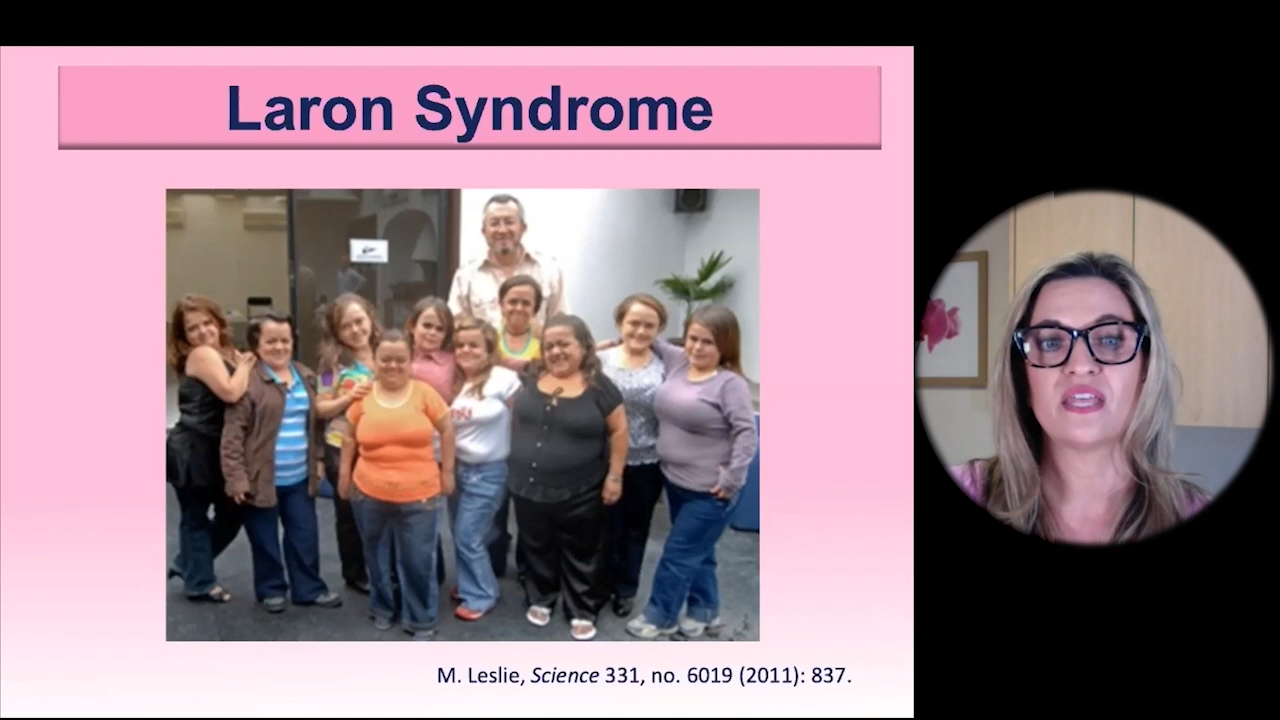 Laron Syndrome
M. Leslie, Science 331, no. 6019 (2011): 837.